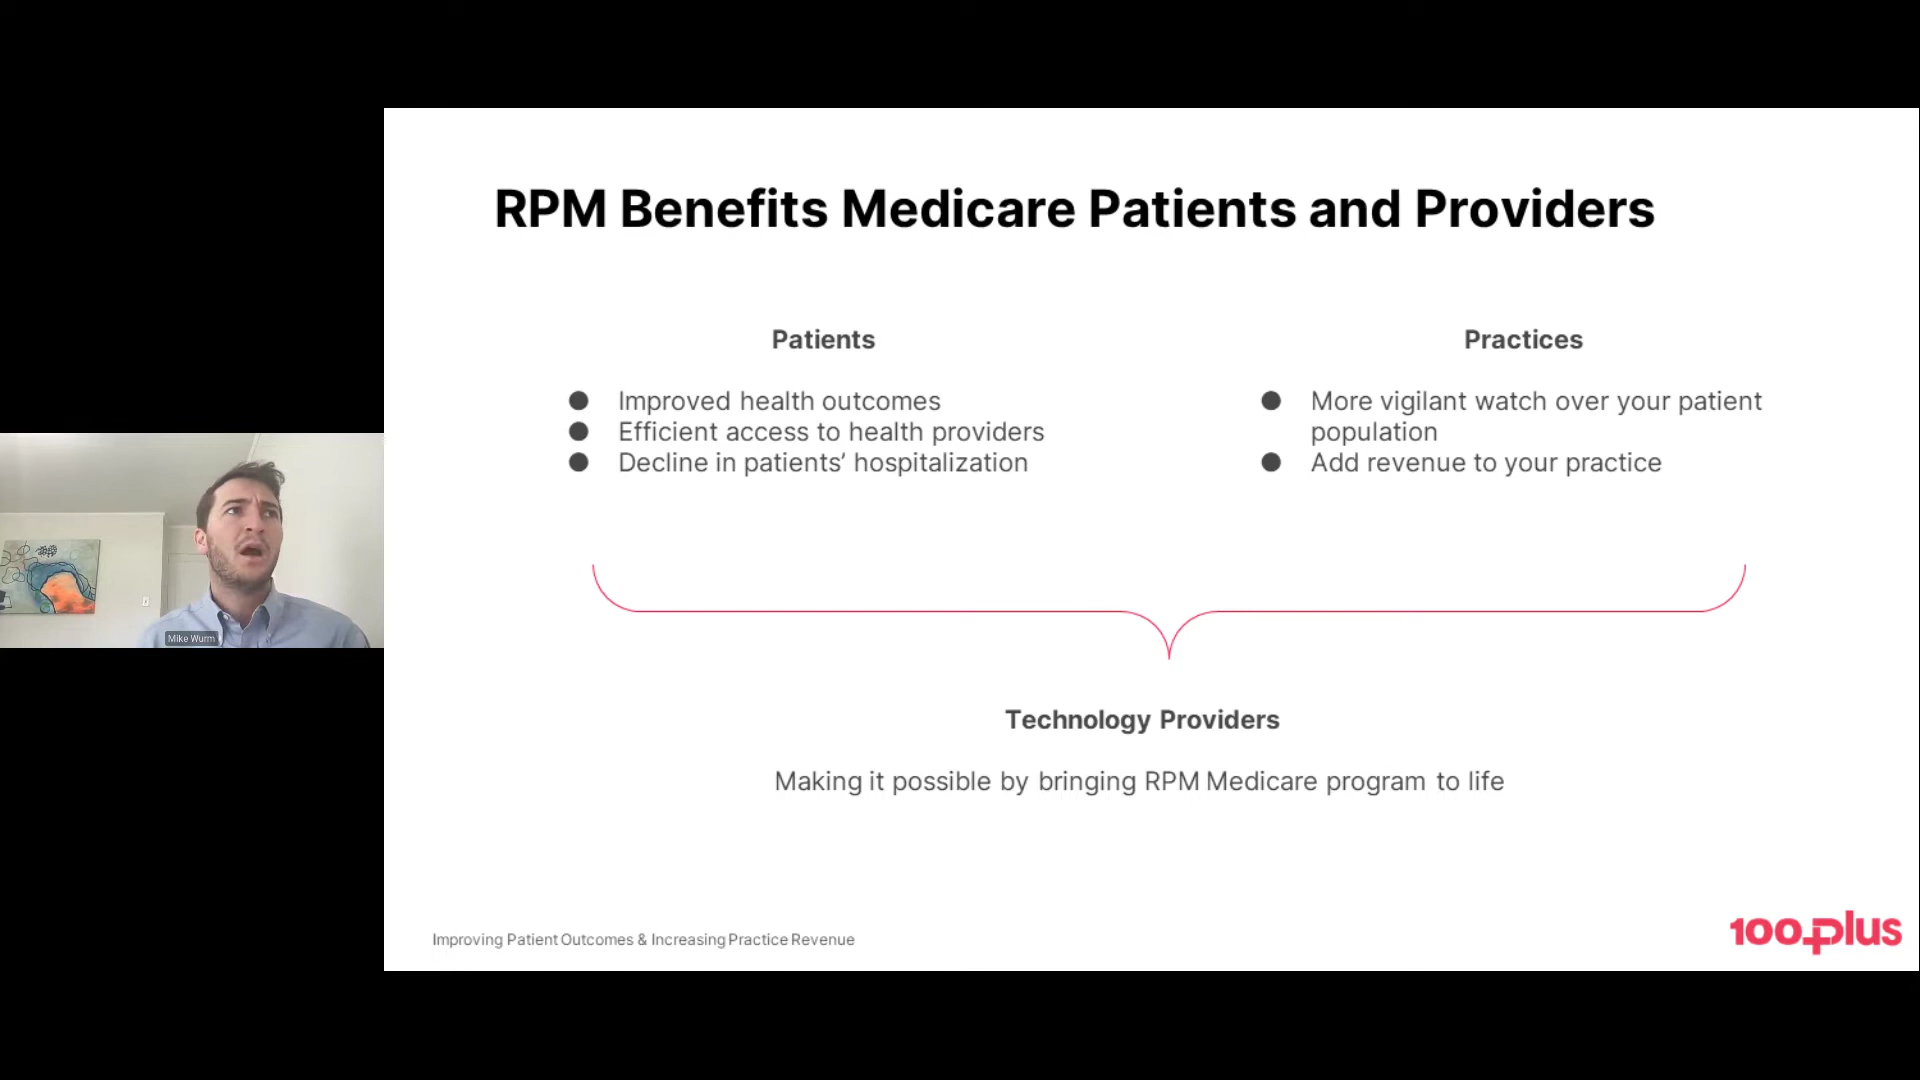 RPM Benefits Medicare Patients and Providers
Patients
● Improved health outcomes
● Efficient access to health providers
● Decline in patients’ hospitalization
Practices
● More vigilant watch over your patient
population
● Add revenue to your practice
Mike Wurm
Technology Providers
Making it possible by bringing RPM Medicare program to life
Improving Patient Outcomes & Increasing Practice Revenue
100plus